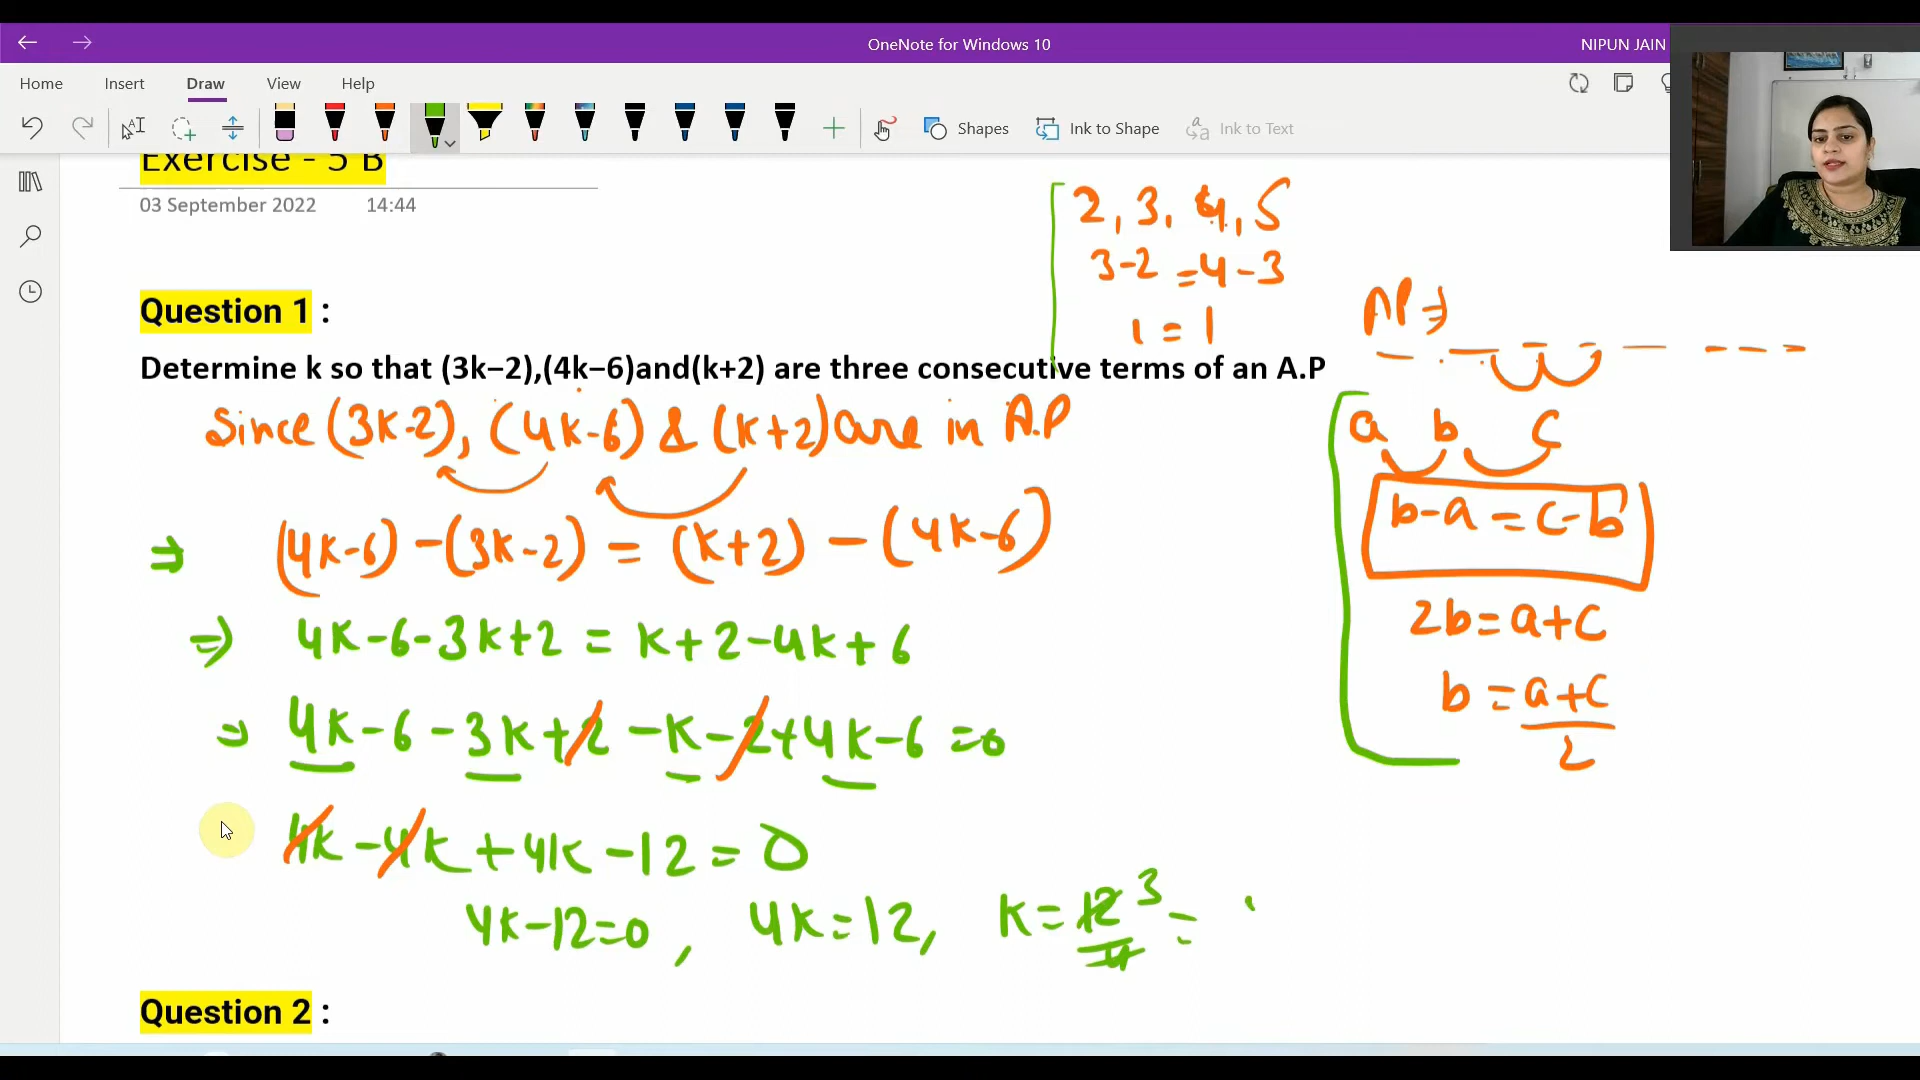 OneNote for Windows 10
NIPUN JAIN
Home Insert Draw View Help
Shapes Ink to Shape Ink to Text
Exercise - 5 B
03 September 2022 14:44
2, 3, 4, 5
3-2 = 4-3
1 = 1
AP ⇒
Question 1 :
Determine k so that (3k−2),(4k−6)and(k+2) are three consecutive terms of an A.P
Since (3k-2), (4k-6) & (k+2) are in A.P
a b c
⇒ (4k-6) - (3k-2) = (k+2) - (4k-6)
b-a = c-b
⇒ 4k-6-3k+2 = k+2-4k+6
2b = a+c
⇒ 4k-6-3k+2-k-2+4k-6 = 0
b = a+c/2
4k-4k+4k-12 = 0
4k-12=0, 4k=12, k = 12/4 3 =
Question 2 :